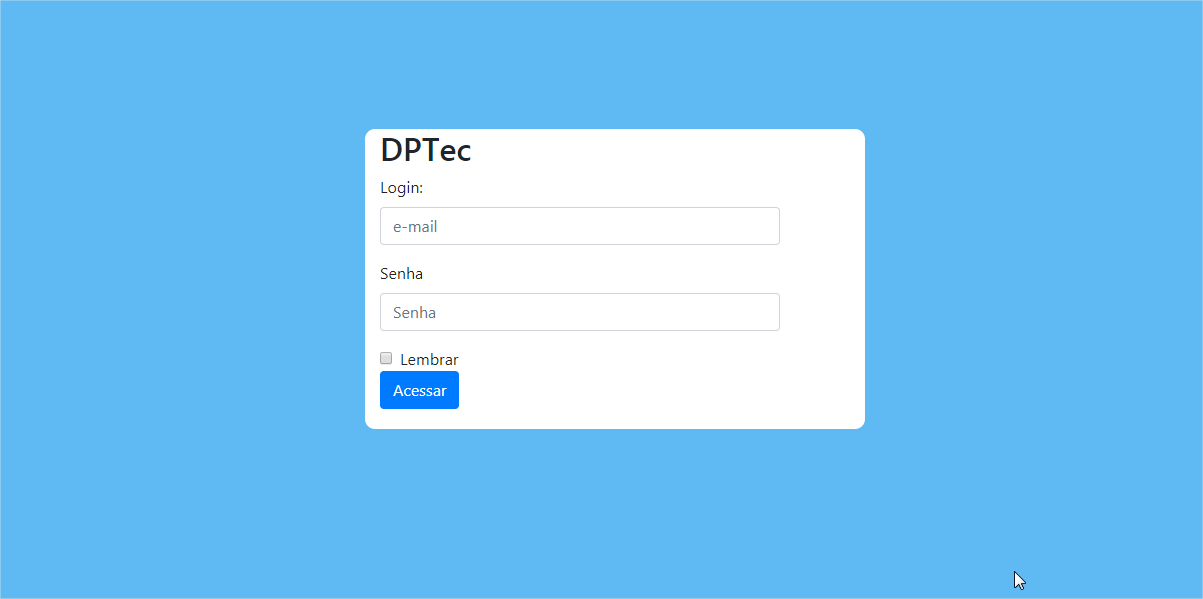 DPTec
Login:
e-mail
Senha
Senha
Lembrar
Acessar